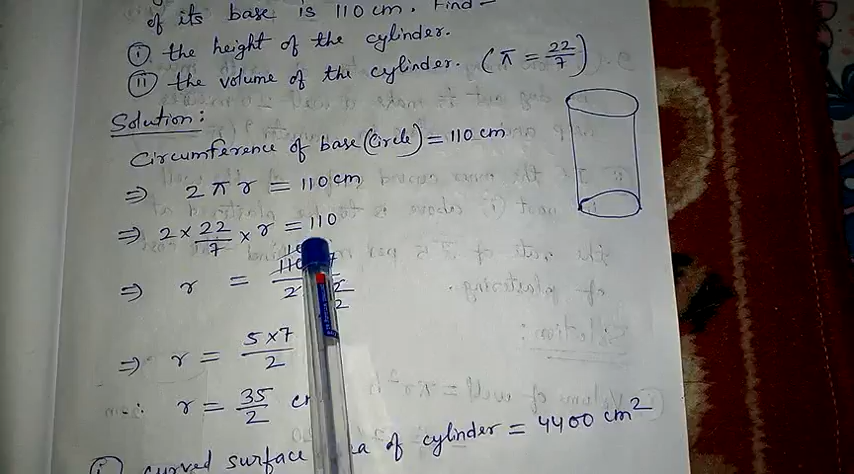 of its base is 110 cm. Find -
(i) the height of the cylinder.
(ii) the volume of the cylinder. (π = 22/7)
Solution:
Circumference of base (Circle) = 110 cm
⇒ 2πr = 110 cm
⇒ 2 × 22/7 × r = 110
⇒ r =
⇒ r = 5×7/2
∴ r = 35/2
(i) curved surface of cylinder = 4400 cm²